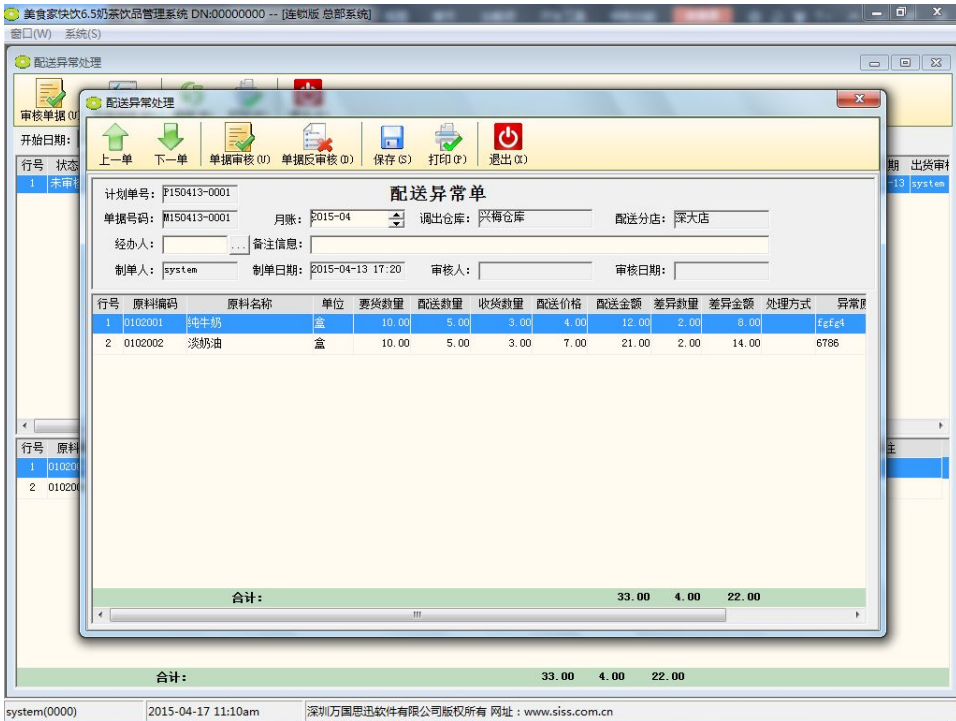 美食家快饮6.5奶茶饮品管理系统 DN:00000000 -- [连锁版 总部系统]
窗口(W) 系统(S)
配送异常处理
审核单据(U)
配送异常处理
上一单 下一单 单据审核(U) 单据反审核(D) 保存(S) 打印(P) 退出(X)
开始日期:
计划单号: P150413-0001 配送异常单
行号 状态 期 出货审核
1 未审核 -13 system
单据号码: M150413-0001 月账: 2015-04 调出仓库: 兴梅仓库 配送分店: 深大店
经办人: ... 备注信息:
制单人: system 制单日期: 2015-04-13 17:20 审核人: 审核日期:
行号 原料编码 原料名称 单位 要货数量 配送数量 收货数量 配送价格 配送金额 差异数量 差异金额 处理方式 异常原
1 0102001 纯牛奶 盒 10.00 5.00 3.00 4.00 12.00 2.00 8.00 fgfg4
2 0102002 淡奶油 盒 10.00 5.00 3.00 7.00 21.00 2.00 14.00 6786
行号 原料 注
1 01020
2 01020
合计: 33.00 4.00 22.00
合计: 33.00 4.00 22.00
system(0000) 2015-04-17 11:10am 深圳万国思迅软件有限公司版权所有 网址:www.siss.com.cn